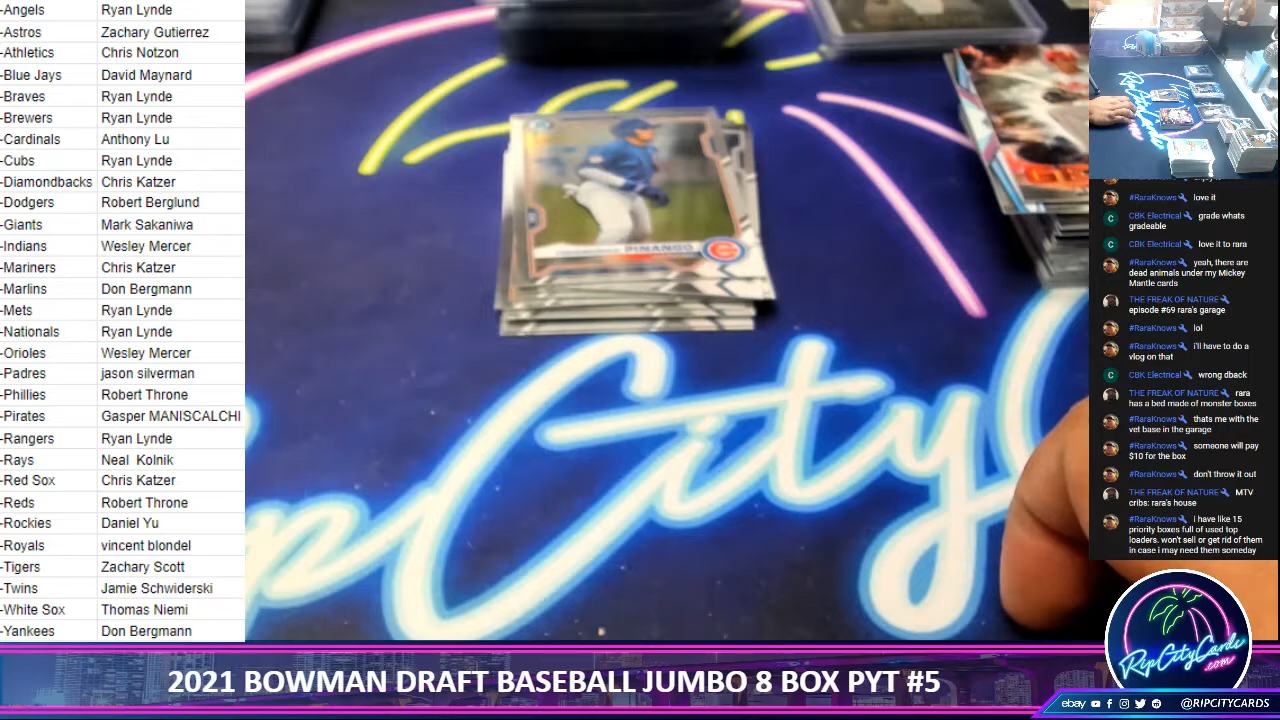 -Angels Ryan Lynde
-Astros Zachary Gutierrez
-Athletics Chris Notzon
-Blue Jays David Maynard
-Braves Ryan Lynde
-Brewers Ryan Lynde
-Cardinals Anthony Lu
-Cubs Ryan Lynde
-Diamondbacks Chris Katzer
-Dodgers Robert Berglund
-Giants Mark Sakaniwa
-Indians Wesley Mercer
-Mariners Chris Katzer
-Marlins Don Bergmann
-Mets Ryan Lynde
-Nationals Ryan Lynde
-Orioles Wesley Mercer
-Padres jason silverman
-Phillies Robert Throne
-Pirates Gasper MANISCALCHI
-Rangers Ryan Lynde
-Rays Neal Kolnik
-Red Sox Chris Katzer
-Reds Robert Throne
-Rockies Daniel Yu
-Royals vincent blondel
-Tigers Zachary Scott
-Twins Jamie Schwiderski
-White Sox Thomas Niemi
-Yankees Don Bergmann
PINANGO
C
p City
#RaraKnows love it
C CBK Electrical grade whats
gradeable
C CBK Electrical love it to rara
#RaraKnows yeah, there are
dead animals under my Mickey
Mantle cards
THE FREAK OF NATURE
episode #69 rara's garage
#RaraKnows lol
#RaraKnows i'll have to do a
vlog on that
C CBK Electrical wrong dback
THE FREAK OF NATURE rara
has a bed made of monster boxes
#RaraKnows thats me with the
vet base in the garage
#RaraKnows someone will pay
$10 for the box
#RaraKnows don't throw it out
THE FREAK OF NATURE MTV
cribs: rara's house
#RaraKnows i have like 15
priority boxes full of used top
loaders. won't sell or get rid of them
in case i may need them someday
RipCityCards
.com
2021 BOWMAN DRAFT BASEBALL JUMBO 8 BOX PYT #5
ebay @RIPCITYCARDS